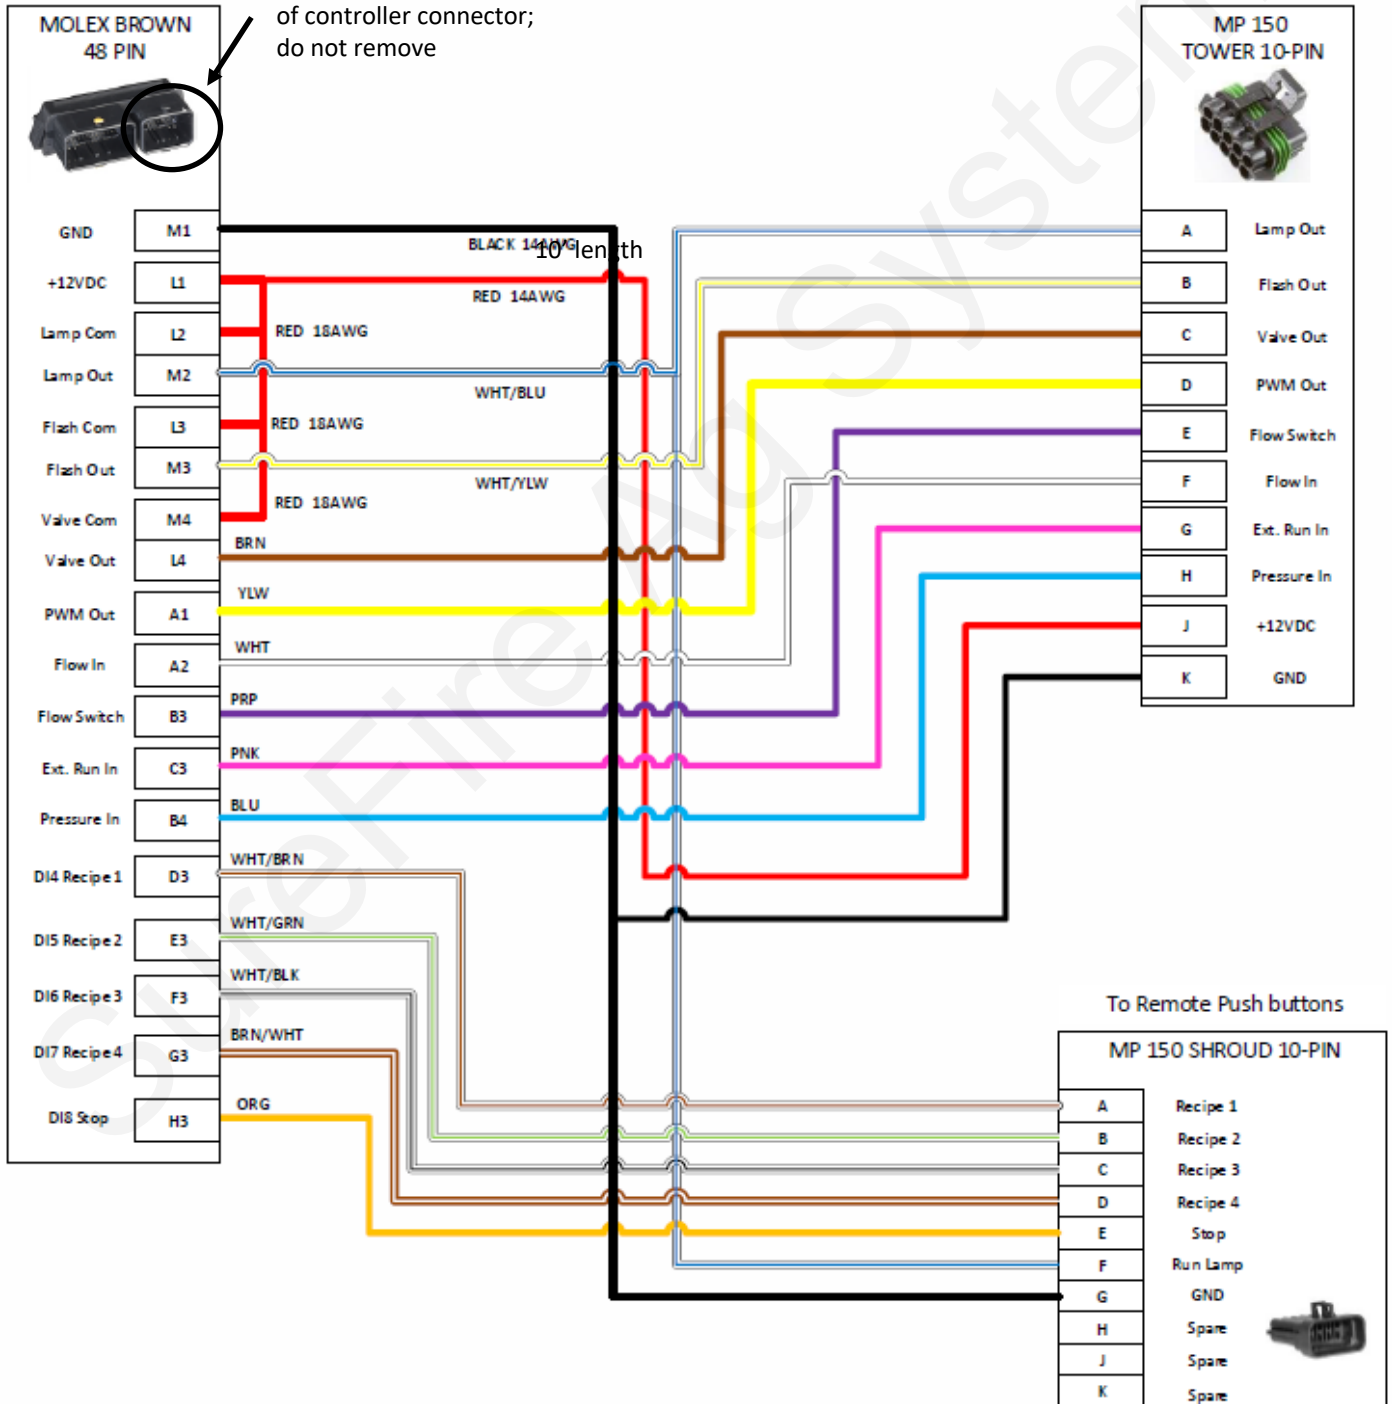 of controller connector;
do not remove
MOLEX BROWN
48 PIN
MP 150
TOWER 10-PIN
GND M1
+12VDC L1
Lamp Com L2
Lamp Out M2
Flash Com L3
Flash Out M3
Valve Com M4
Valve Out L4
PWM Out A1
Flow In A2
Flow Switch B3
Ext. Run In C3
Pressure In B4
DI4 Recipe 1 D3
DI5 Recipe 2 E3
DI6 Recipe 3 F3
DI7 Recipe 4 G3
DI8 Stop H3
BLACK 14AWG
10' length
RED 14AWG
RED 18AWG
WHT/BLU
RED 18AWG
WHT/YLW
RED 18AWG
BRN
YLW
WHT
PRP
PNK
BLU
WHT/BRN
WHT/GRN
WHT/BLK
BRN/WHT
ORG
A Lamp Out
B Flash Out
C Valve Out
D PWM Out
E Flow Switch
F Flow In
G Ext. Run In
H Pressure In
J +12VDC
K GND
To Remote Push buttons
MP 150 SHROUD 10-PIN
A Recipe 1
B Recipe 2
C Recipe 3
D Recipe 4
E Stop
F Run Lamp
G GND
H Spare
J Spare
K Spare
SureFire Ag System